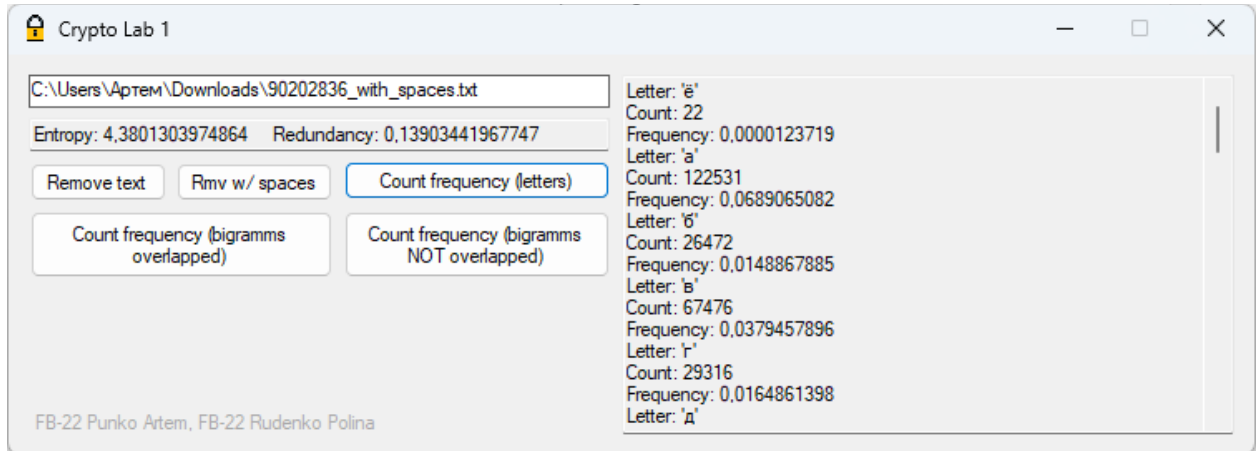 Crypto Lab 1
C:\Users\Артем\Downloads\90202836_with_spaces.txt
Entropy: 4,3801303974864 Redundancy: 0,13903441967747
Remove text
Rmv w/ spaces
Count frequency (letters)
Count frequency (bigramms
overlapped)
Count frequency (bigramms
NOT overlapped)
FB-22 Punko Artem, FB-22 Rudenko Polina
Letter: 'ё'
Count: 22
Frequency: 0,0000123719
Letter: 'а'
Count: 122531
Frequency: 0,0689065082
Letter: 'б'
Count: 26472
Frequency: 0,0148867885
Letter: 'в'
Count: 67476
Frequency: 0,0379457896
Letter: 'г'
Count: 29316
Frequency: 0,0164861398
Letter: 'д'